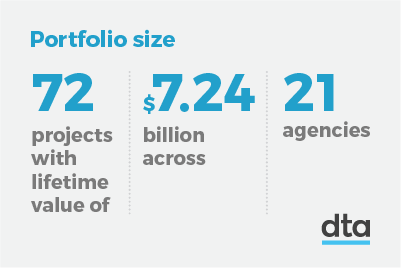 Portfolio size
72
projects
with
lifetime
value of
$7.24
billion
across
21
agencies
dta